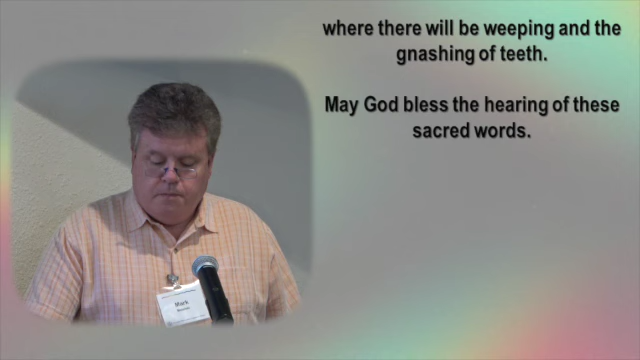 where there will be weeping and the
gnashing of teeth.
May God bless the hearing of these
sacred words.
Mark